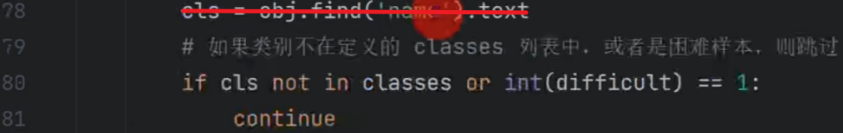 78 cls = obj.find('name').text
79 # 如果类别不在定义的 classes 列表中，或者是困难样本，则跳过
80 if cls not in classes or int(difficult) == 1:
81 continue